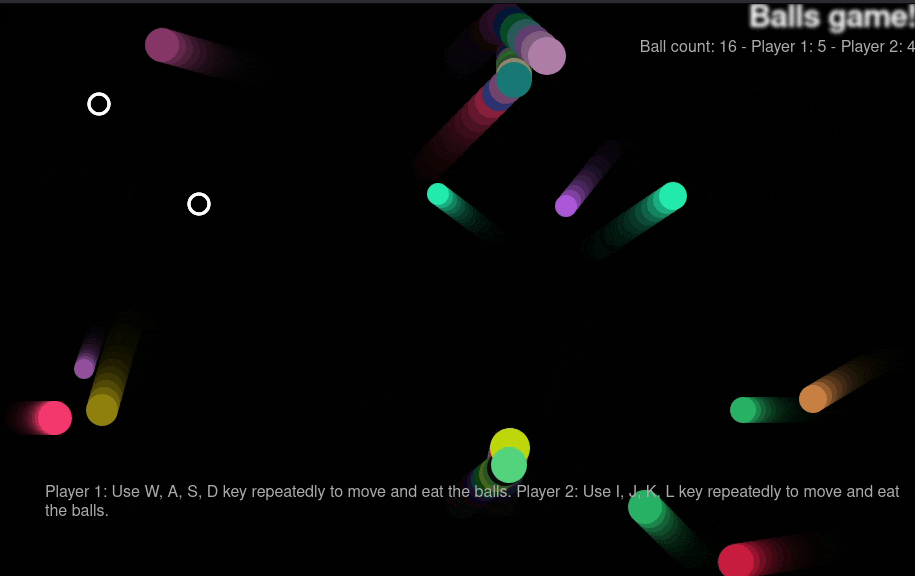 Balls game!
Ball count: 16 - Player 1: 5 - Player 2: 4
Player 1: Use W, A, S, D key repeatedly to move and eat the balls. Player 2: Use I, J, K, L key repeatedly to move and eat
the balls.